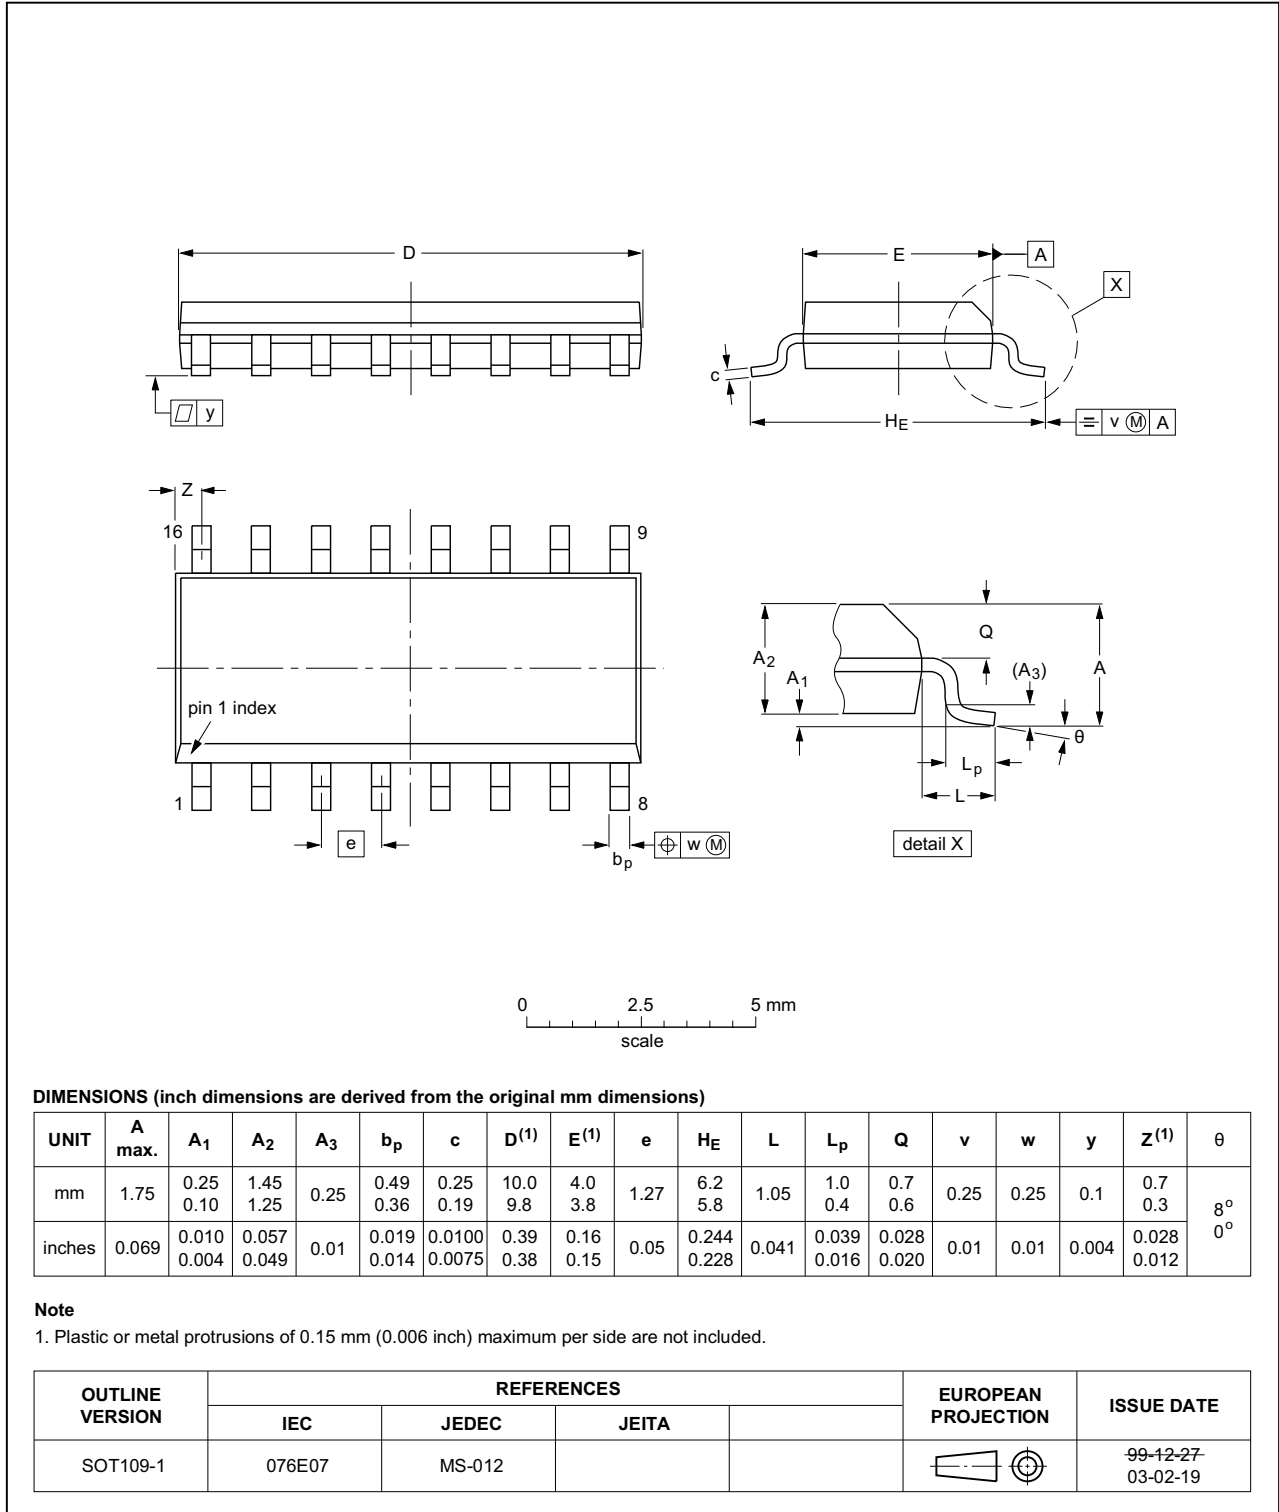 D
E
A
X
c
y
HE
v M A
Z
16
9
pin 1 index
1
8
e
bp
w M
Q
A2
A1
(A3)
A
θ
Lp
L
detail X
0 2.5 5 mm
scale
DIMENSIONS (inch dimensions are derived from the original mm dimensions)
UNIT A max. A1 A2 A3 bp c D(1) E(1) e HE L Lp Q v w y Z(1) θ
mm 1.75 0.25 0.10 1.45 1.25 0.25 0.49 0.36 0.25 0.19 10.0 9.8 4.0 3.8 1.27 6.2 5.8 1.05 1.0 0.4 0.7 0.6 0.25 0.25 0.1 0.7 0.3 8° 0°
inches 0.069 0.010 0.004 0.057 0.049 0.01 0.019 0.014 0.0100 0.0075 0.39 0.38 0.16 0.15 0.05 0.244 0.228 0.041 0.039 0.016 0.028 0.020 0.01 0.01 0.004 0.028 0.012
Note
1. Plastic or metal protrusions of 0.15 mm (0.006 inch) maximum per side are not included.
OUTLINE VERSION REFERENCES EUROPEAN PROJECTION ISSUE DATE
IEC JEDEC JEITA
SOT109-1 076E07 MS-012 99-12-27
03-02-19